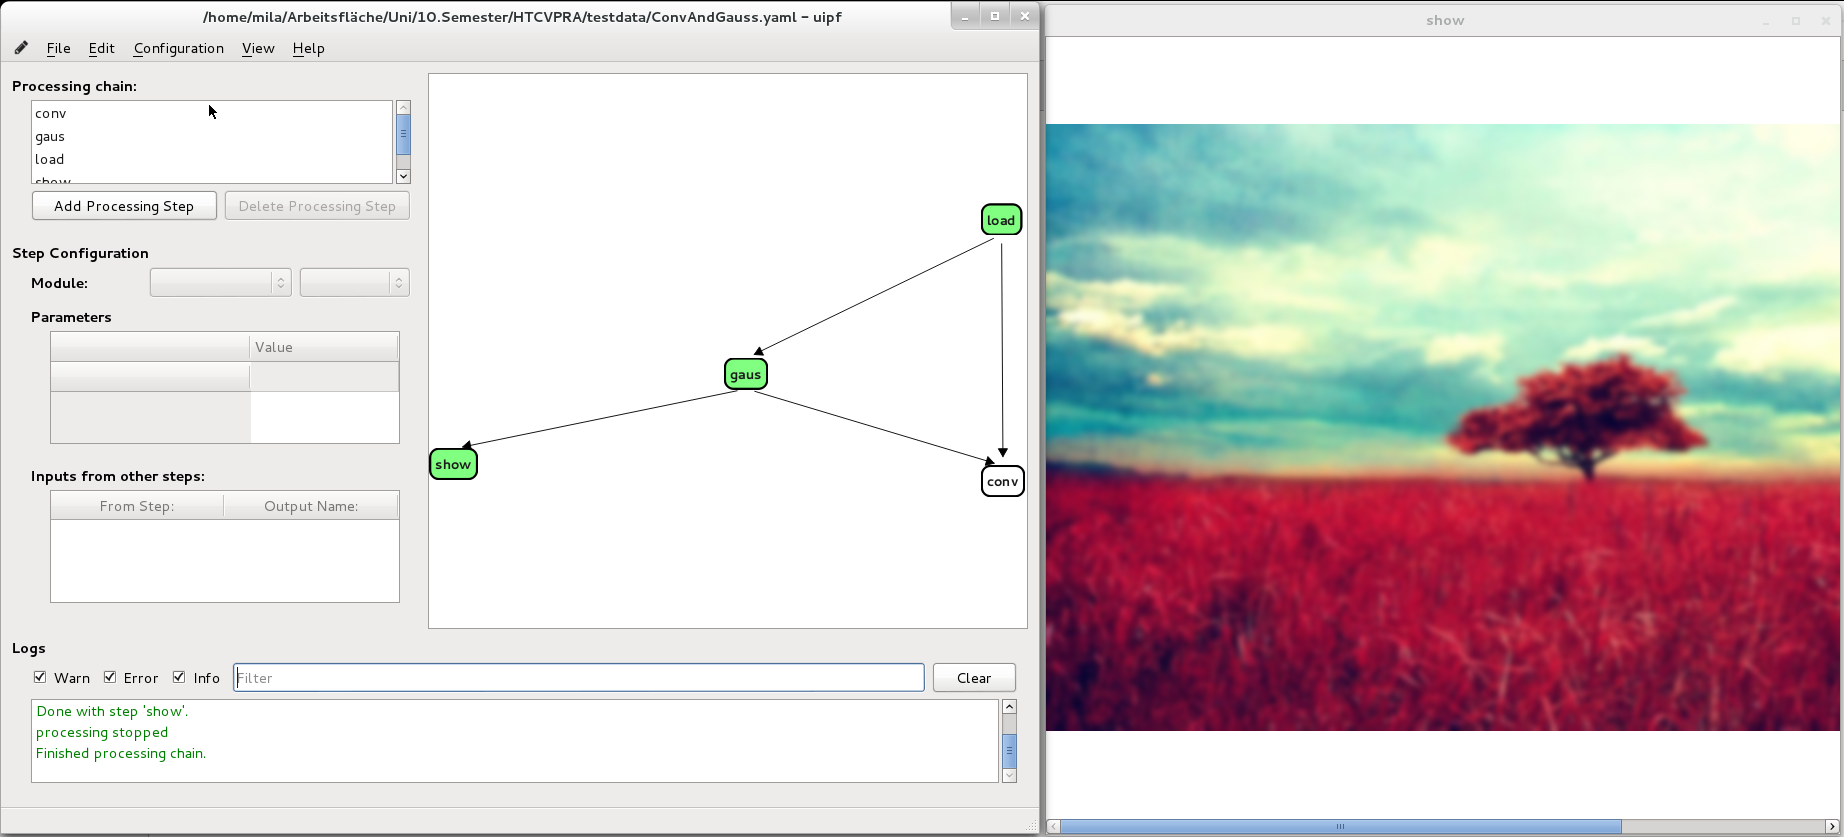 /home/mila/Arbeitsfläche/Uni/10.Semester/HTCVPRA/testdata/ConvAndGauss.yaml - uipf
File Edit Configuration View Help
Processing chain:
conv
gaus
load
show
Add Processing Step Delete Processing Step
Step Configuration
Module:
Parameters
Value
Inputs from other steps:
From Step: Output Name:
load
gaus
show
conv
Logs
Warn Error Info Filter Clear
Done with step 'show'.
processing stopped
Finished processing chain.
show